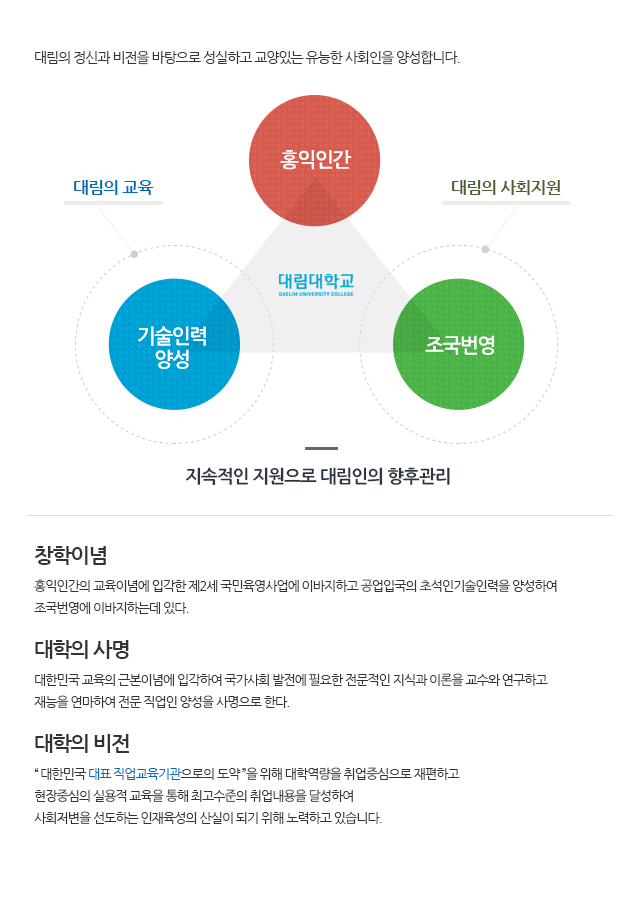 대림의 정신과 비전을 바탕으로 성실하고 교양있는 유능한 사회인을 양성합니다.
홍익인간
대림의 교육
대림의 사회지원
대림대학교
DAELIM UNIVERSITY COLLEGE
기술인력
양성
조국번영
지속적인 지원으로 대림인의 향후관리
창학이념
홍익인간의 교육이념에 입각한 제2세 국민육영사업에 이바지하고 공업입국의 초석인기술인력을 양성하여
조국번영에 이바지하는데 있다.
대학의 사명
대한민국 교육의 근본이념에 입각하여 국가사회 발전에 필요한 전문적인 지식과 이론을 교수와 연구하고
재능을 연마하여 전문 직업인 양성을 사명으로 한다.
대학의 비전
“ 대한민국 대표 직업교육기관으로의 도약 ”을 위해 대학역량을 취업중심으로 재편하고
현장중심의 실용적 교육을 통해 최고수준의 취업내용을 달성하여
사회저변을 선도하는 인재육성의 산실이 되기 위해 노력하고 있습니다.